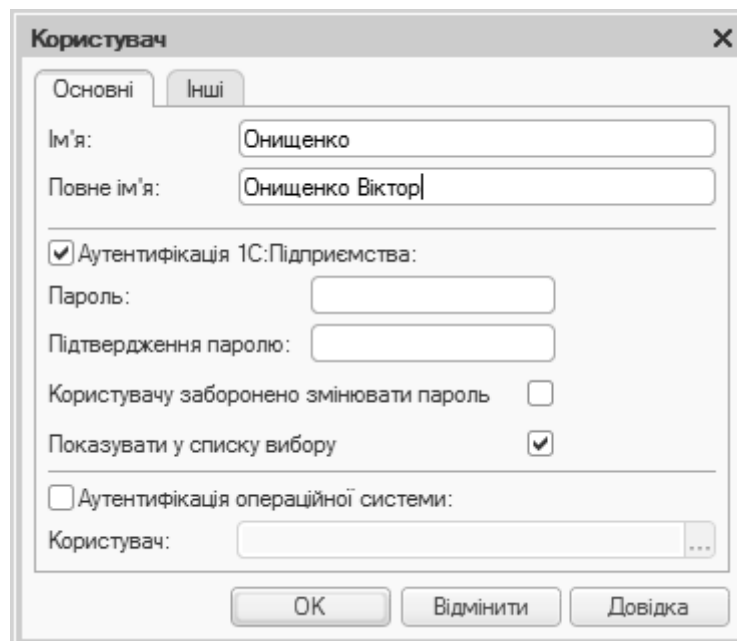 Користувач
Основні Інші
Ім'я: Онищенко
Повне ім'я: Онищенко Віктор
Аутентифікація 1С:Підприємства:
Пароль:
Підтвердження паролю:
Користувачу заборонено змінювати пароль
Показувати у списку вибору
Аутентифікація операційної системи:
Користувач: ...
OK Відмінити Довідка